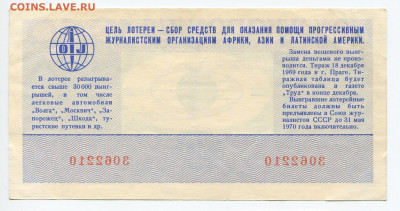 COINS.LAV.RU
ЦЕЛЬ ЛОТЕРЕИ — СБОР СРЕДСТВ ДЛЯ ОКАЗАНИЯ ПОМОЩИ ПРОГРЕССИВНЫМ
ЖУРНАЛИСТСКИМ ОРГАНИЗАЦИЯМ АФРИКИ, АЗИИ И ЛАТИНСКОЙ АМЕРИКИ.
OIJ
В лотерее разыгрыва-
ется свыше 30 000 выиг-
рышей, в том числе
легковые автомобили
„Волга", „Москвич", „За-
порожец", „Шкода", ту-
ристские путевки и др.
Замена вещевого выиг-
рыша деньгами не про-
изводится. Тираж 18 декабря
1969 года в г. Праге. Ти-
ражная таблица будет
опубликована в газете
„Труд" в конце декабря.
Выигравшие лотерейные
билеты должны быть
предъявлены в Союз жур-
налистов СССР до 31 мая
1970 года включительно.
3062210
3062210